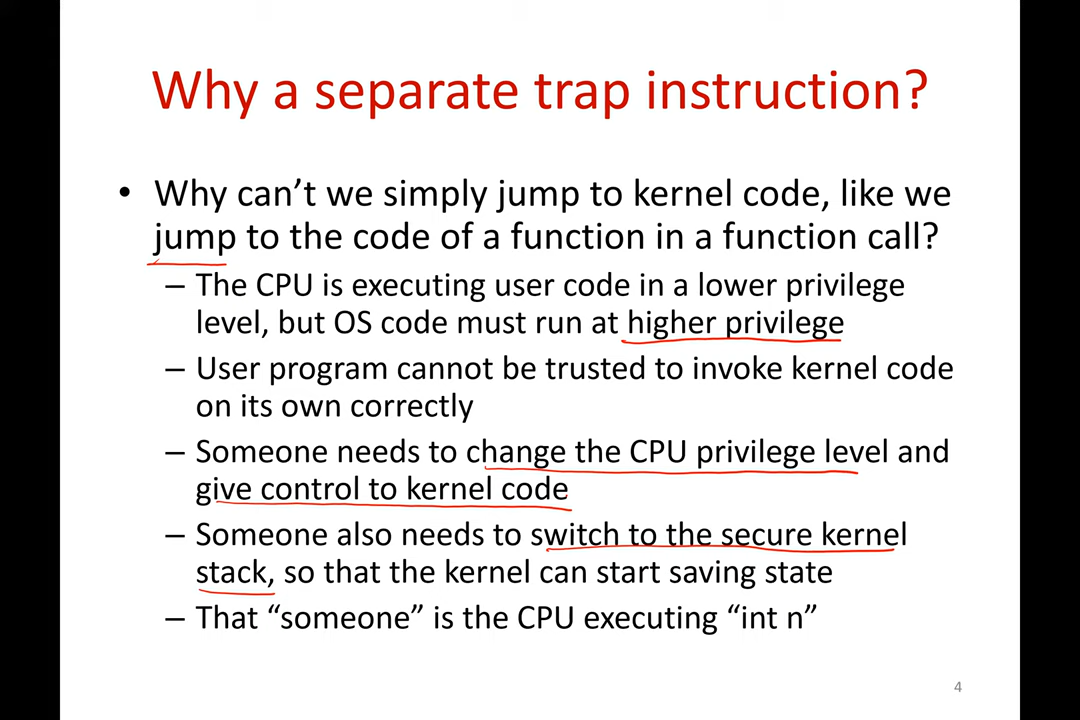 Why a separate trap instruction?
• Why can’t we simply jump to kernel code, like we
jump to the code of a function in a function call?
– The CPU is executing user code in a lower privilege
level, but OS code must run at higher privilege
– User program cannot be trusted to invoke kernel code
on its own correctly
– Someone needs to change the CPU privilege level and
give control to kernel code
– Someone also needs to switch to the secure kernel
stack, so that the kernel can start saving state
– That “someone” is the CPU executing “int n”
4